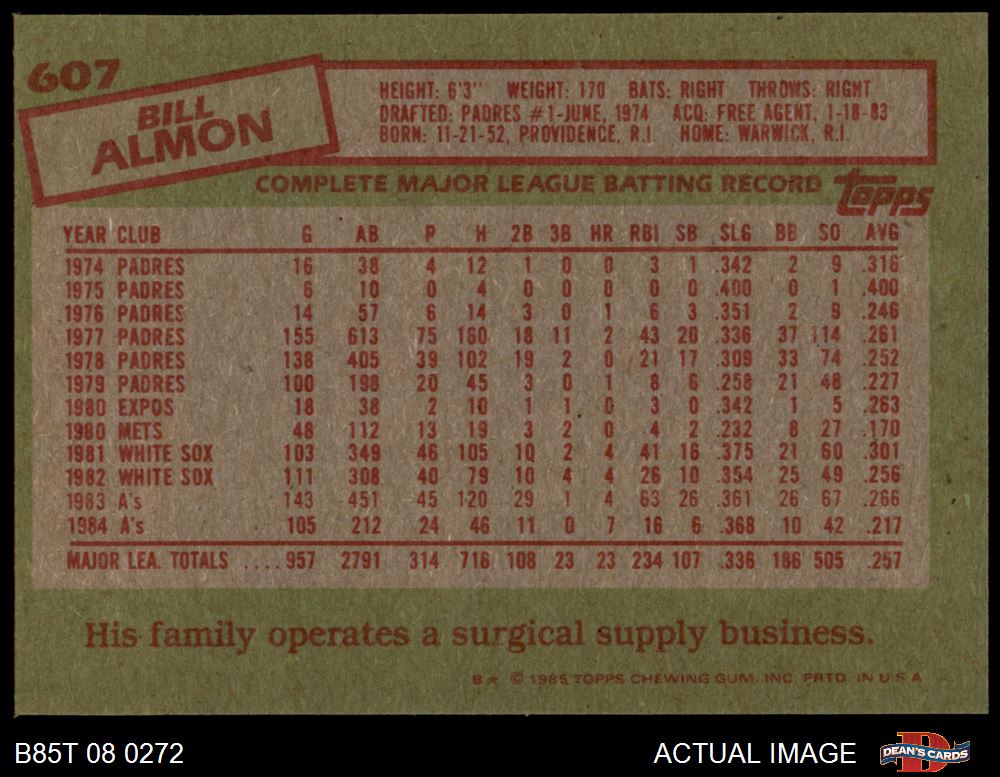 607
BILL
ALMON
HEIGHT: 6'3" WEIGHT: 170 BATS: RIGHT THROWS: RIGHT
DRAFTED: PADRES #1-JUNE, 1974 ACQ: FREE AGENT, 1-18-83
BORN: 11-21-52, PROVIDENCE, R.I. HOME: WARWICK, R.I.
COMPLETE MAJOR LEAGUE BATTING RECORD
topps
YEAR CLUB G AB R H 2B 3B HR RBI SB SLG BB SO AVG
1974 PADRES 16 38 4 12 1 0 0 3 1 .342 2 9 .316
1975 PADRES 6 10 0 4 0 0 0 0 0 .400 0 1 .400
1976 PADRES 14 57 6 14 3 0 1 6 3 .351 2 9 .246
1977 PADRES 155 613 75 160 18 11 2 43 20 .336 37 114 .261
1978 PADRES 138 405 39 102 19 2 0 21 17 .309 33 74 .252
1979 PADRES 100 198 20 45 3 0 1 8 6 .258 21 48 .227
1980 EXPOS 18 38 2 10 1 1 0 3 0 .342 1 5 .263
1980 METS 48 112 13 19 3 2 0 4 2 .232 8 27 .170
1981 WHITE SOX 103 349 46 105 10 2 4 41 16 .375 21 60 .301
1982 WHITE SOX 111 308 40 79 10 4 4 26 10 .354 25 49 .256
1983 A's 143 451 45 120 29 1 4 63 26 .361 26 67 .266
1984 A's 105 212 24 46 11 0 7 16 6 .368 10 42 .217
MAJOR LEA. TOTALS ....957 2791 314 716 108 23 23 234 107 .336 186 505 .257
His family operates a surgical supply business.
B★ © 1985 TOPPS CHEWING GUM, INC. PRTD. IN U.S.A.
B85T 08 0272
ACTUAL IMAGE
D
DEAN'S CARDS